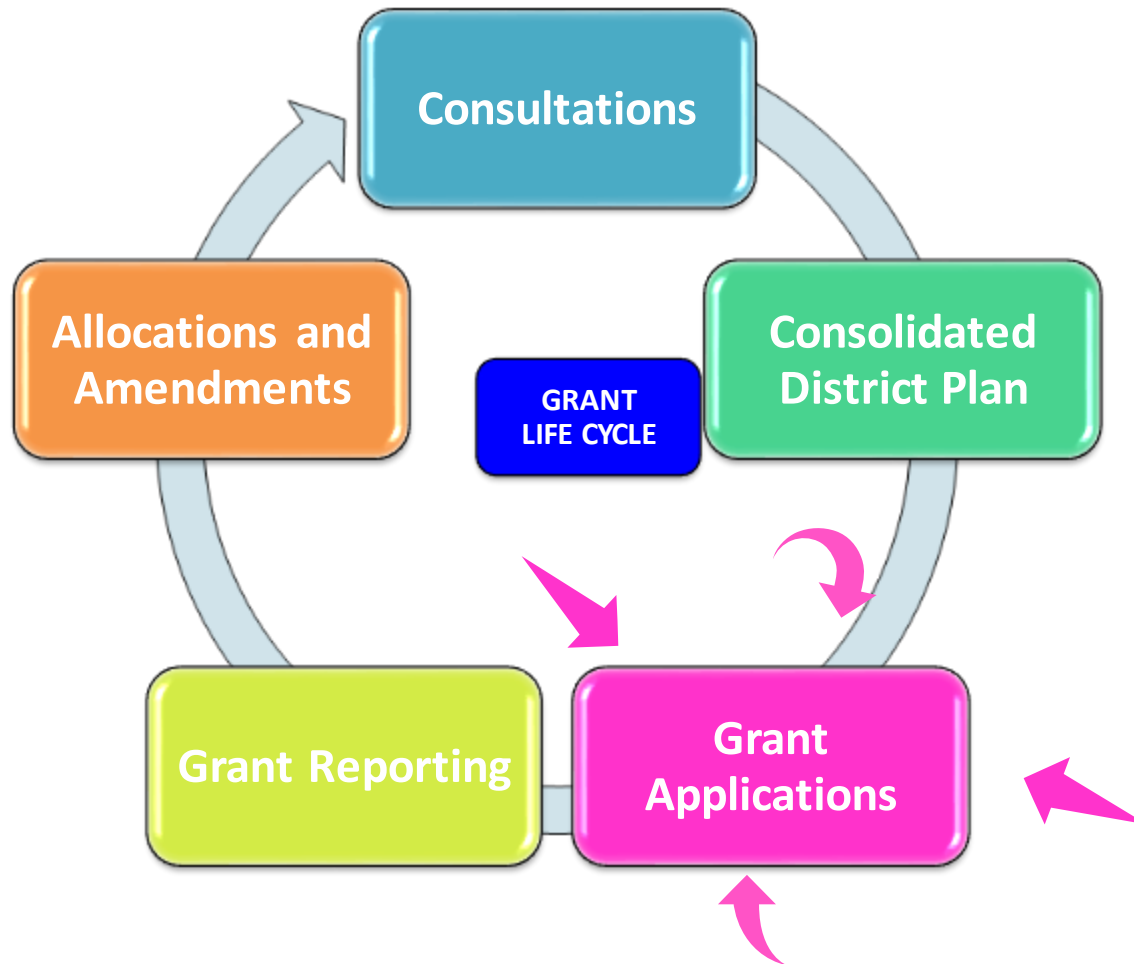 Consultations
Allocations and
Amendments
Consolidated
District Plan
GRANT
LIFE CYCLE
Grant Reporting
Grant
Applications